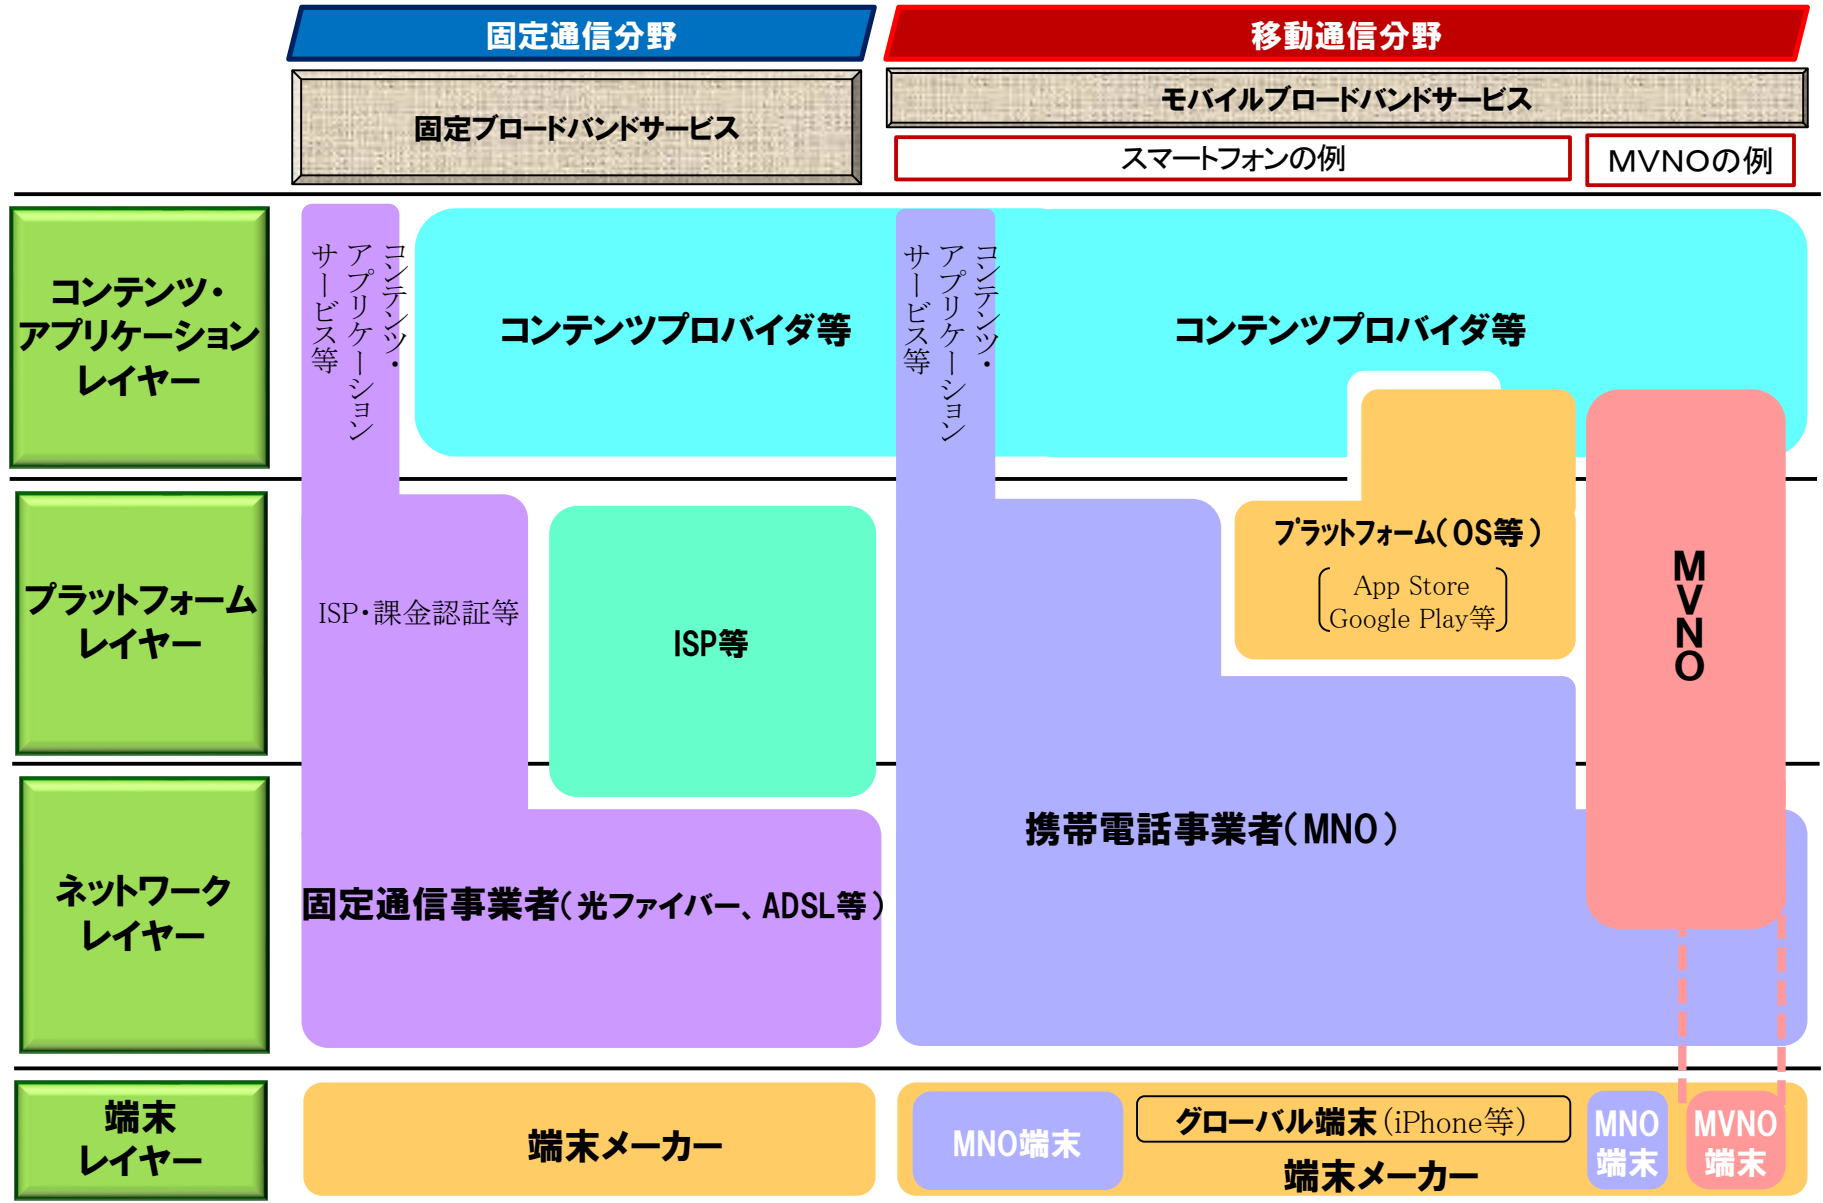 固定通信分野
移動通信分野
固定ブロードバンドサービス
モバイルブロードバンドサービス
スマートフォンの例
MVNOの例
コンテンツ・
アプリケーション
レイヤー
コンテンツ・
アプリケーション
サービス等
コンテンツプロバイダ等
コンテンツ・
アプリケーション
サービス等
コンテンツプロバイダ等
プラットフォーム
レイヤー
ISP・課金認証等
ISP等
プラットフォーム(OS等)
App Store
Google Play等
MVNO
ネットワーク
レイヤー
固定通信事業者(光ファイバー、ADSL等)
携帯電話事業者(MNO)
端末
レイヤー
端末メーカー
MNO端末
グローバル端末(iPhone等)
端末メーカー
MNO
端末
MVNO
端末